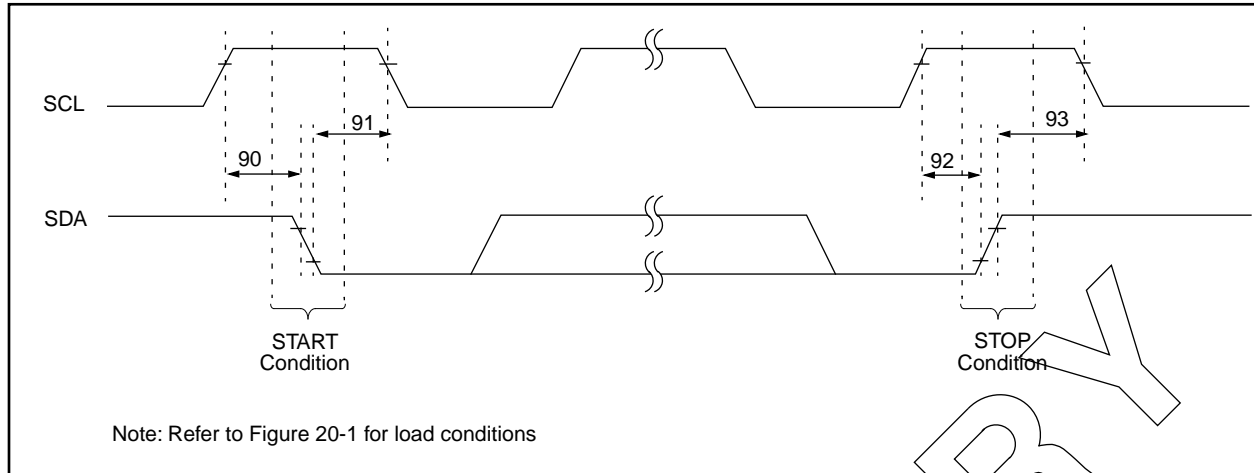 SCL
91
93
90
92
SDA
START
Condition
STOP
Condition
Note: Refer to Figure 20-1 for load conditions
R Y